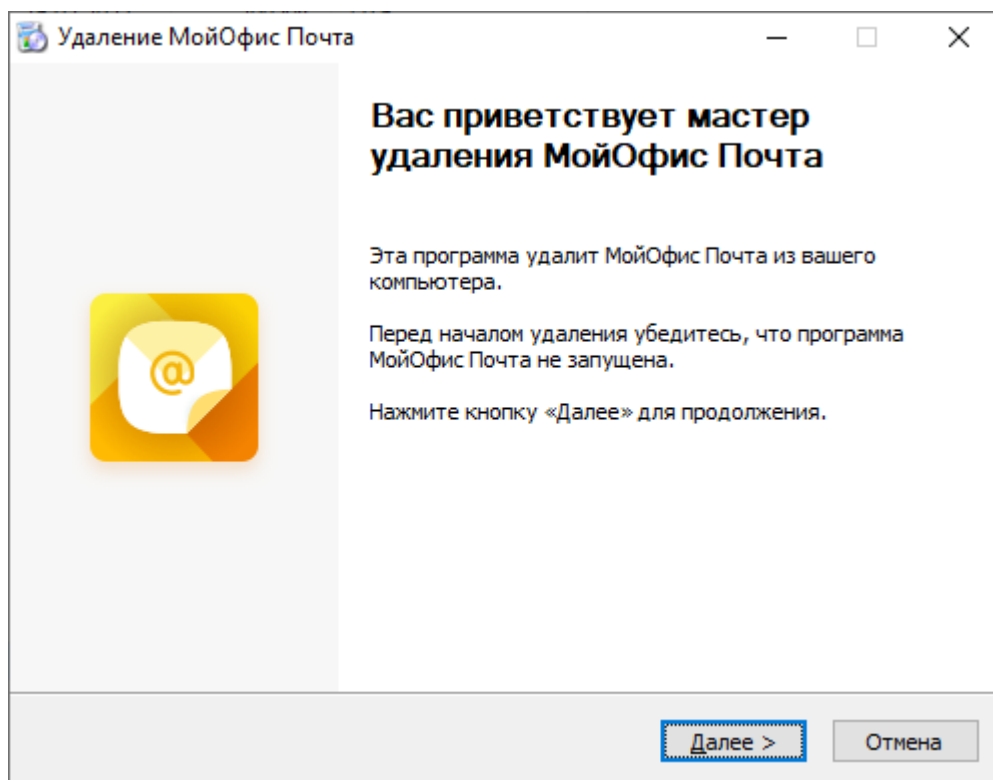 Удаление МойОфис Почта
Вас приветствует мастер
удаления МойОфис Почта
Эта программа удалит МойОфис Почта из вашего
компьютера.
Перед началом удаления убедитесь, что программа
МойОфис Почта не запущена.
Нажмите кнопку «Далее» для продолжения.
@
Далее >
Отмена